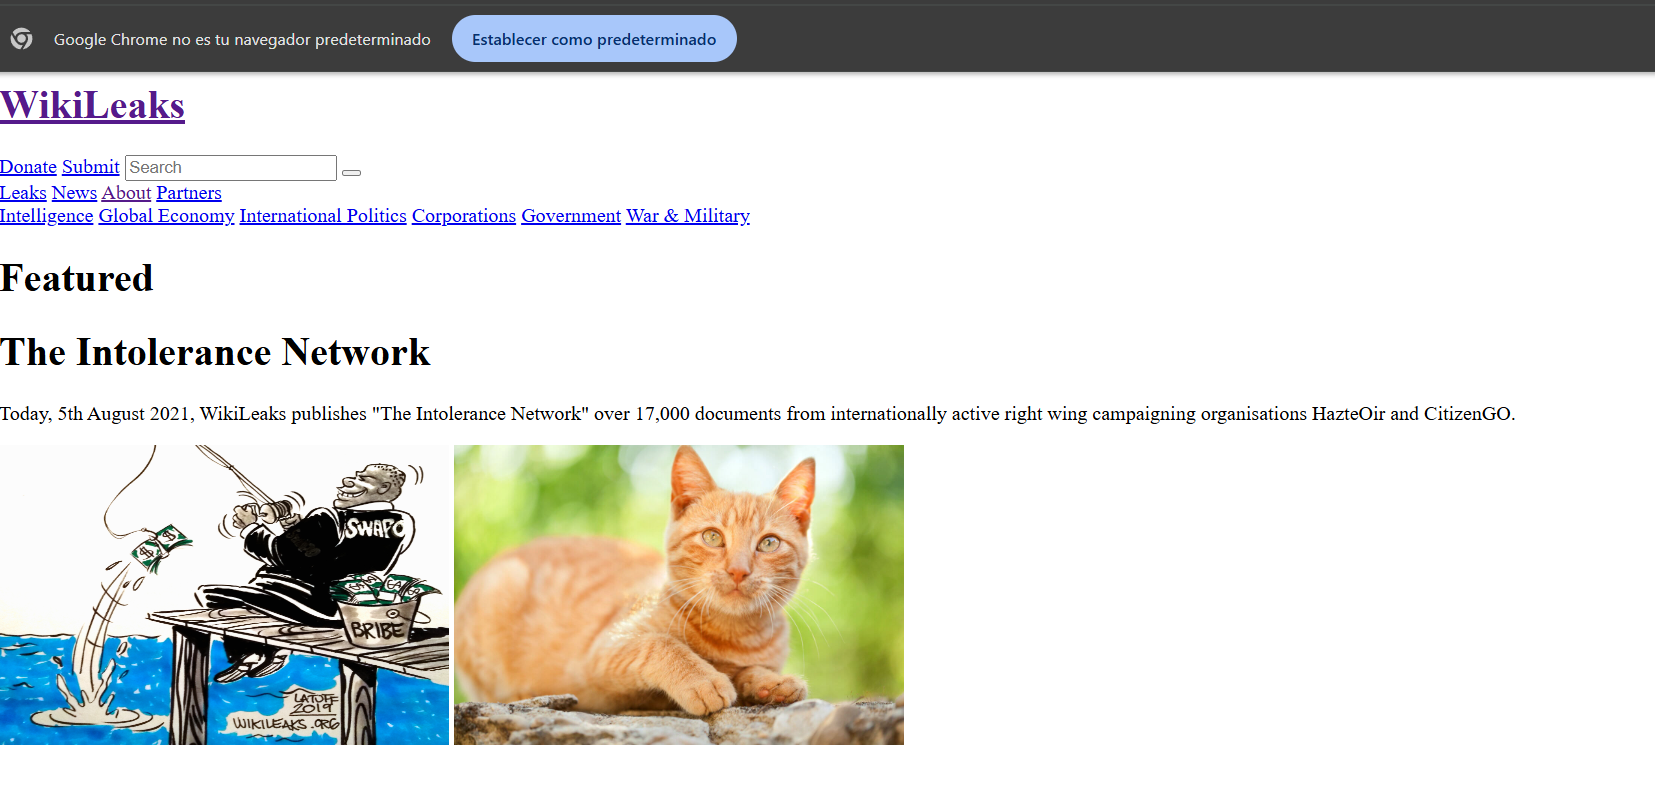 Google Chrome no es tu navegador predeterminado Establecer como predeterminado
WikiLeaks
Donate Submit Search
Leaks News About Partners
Intelligence Global Economy International Politics Corporations Government War & Military
Featured
The Intolerance Network
Today, 5th August 2021, WikiLeaks publishes "The Intolerance Network" over 17,000 documents from internationally active right wing campaigning organisations HazteOir and CitizenGO.
SWAPO
BRIBE
LATUFF
2019
WIKILEAKS.ORG